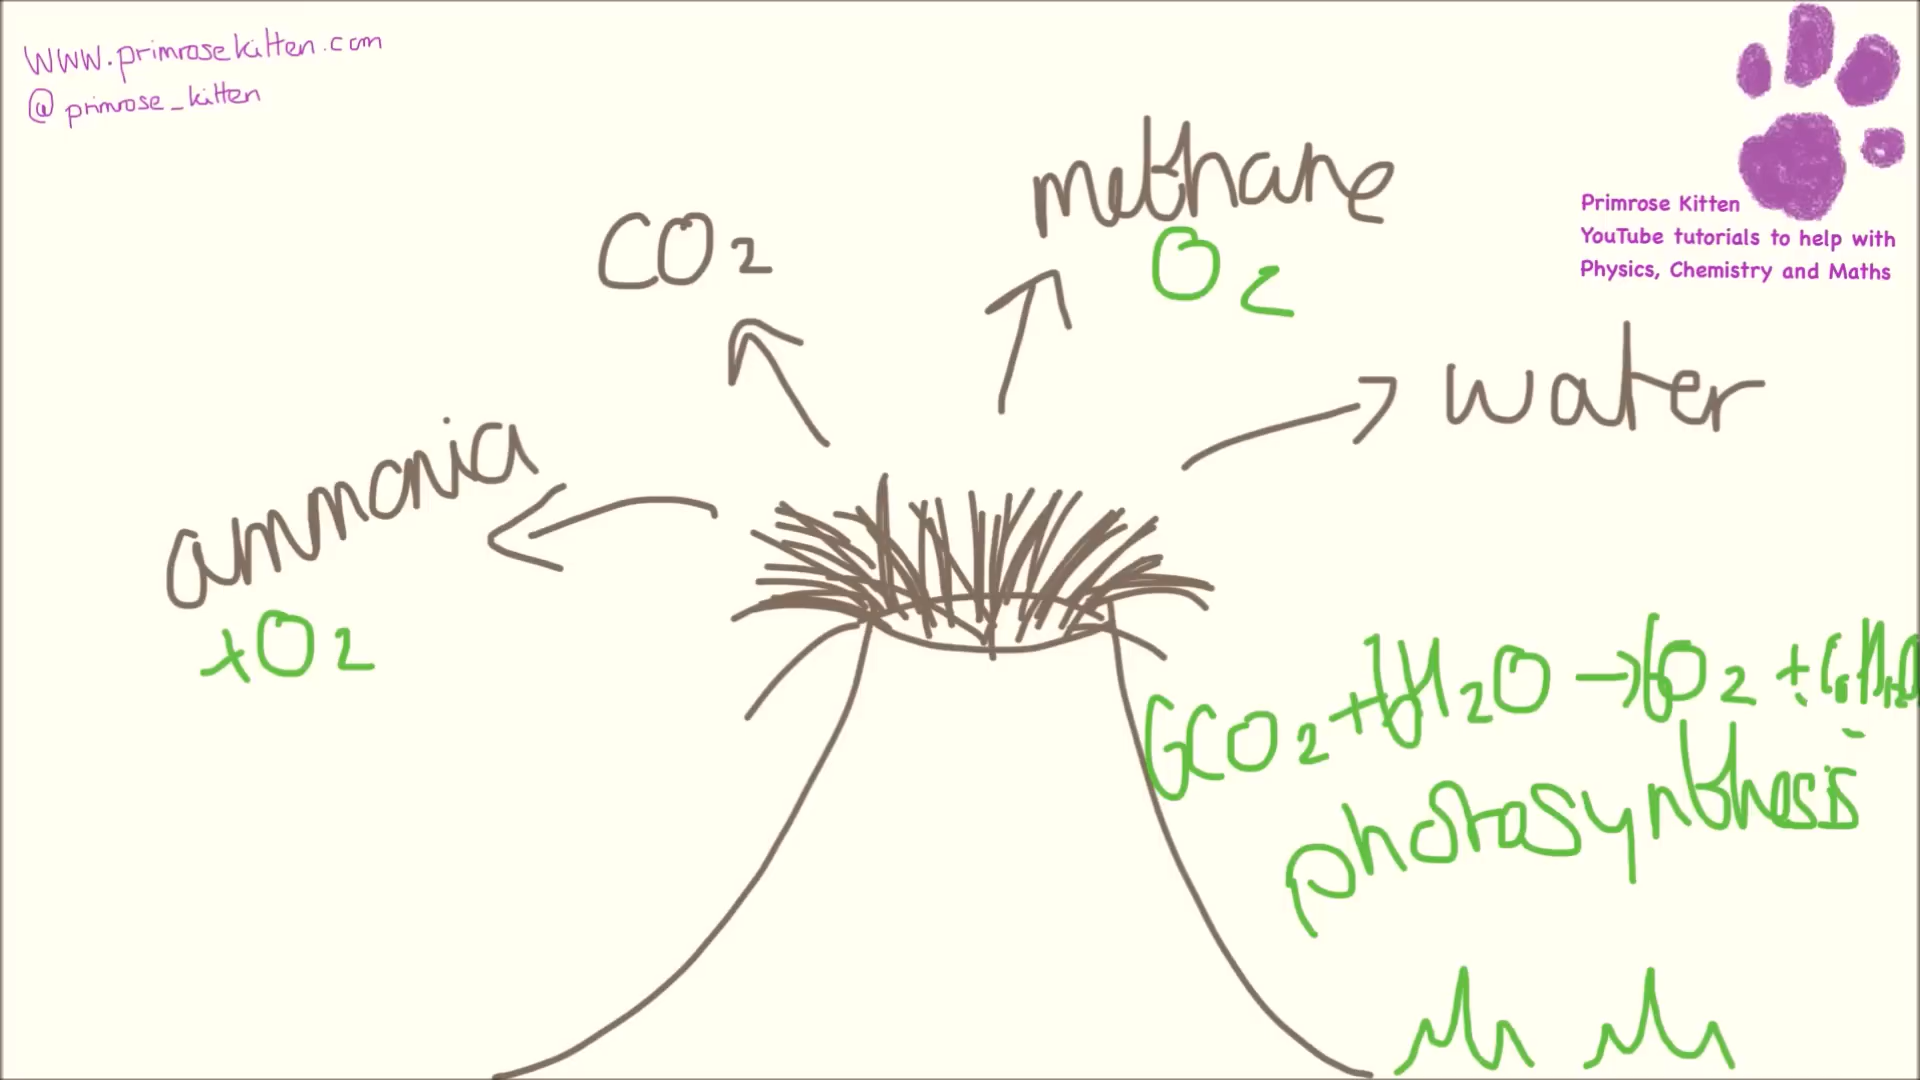 www.primrosekitten.com
@primrose_kitten
Primrose Kitten
YouTube tutorials to help with
Physics, Chemistry and Maths
methane
O2
CO2
water
ammonia
+O2
6CO2+6H2O→6O2+C6H12O
photosynthesis